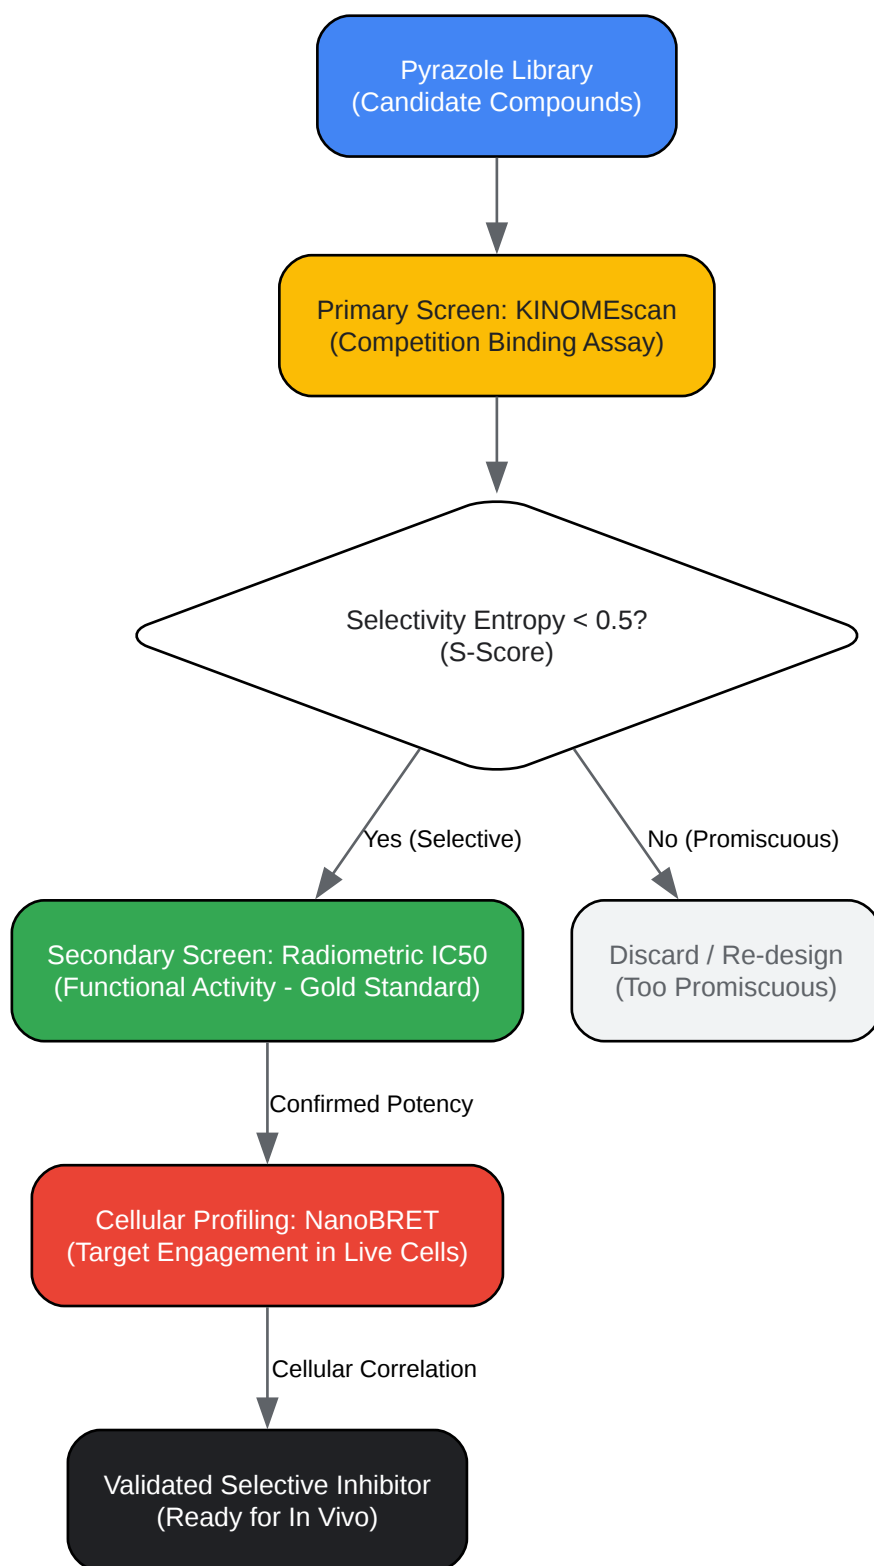 Pyrazole Library
(Candidate Compounds)
Primary Screen: KINOMEscan
(Competition Binding Assay)
Selectivity Entropy < 0.5?
(S-Score)
Yes (Selective)
No (Promiscuous)
Secondary Screen: Radiometric IC50
(Functional Activity - Gold Standard)
Discard / Re-design
(Too Promiscuous)
Confirmed Potency
Cellular Profiling: NanoBRET
(Target Engagement in Live Cells)
Cellular Correlation
Validated Selective Inhibitor
(Ready for In Vivo)